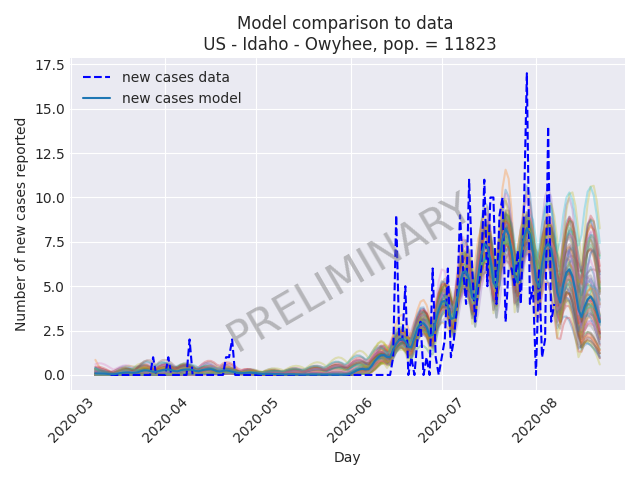 Model comparison to data
US - Idaho - Owyhee, pop. = 11823
17.5
15.0
12.5
10.0
7.5
5.0
2.5
0.0
Number of new cases reported
new cases data
new cases model
PRELIMINARY
2020-03
2020-04
2020-05
2020-06
2020-07
2020-08
Day